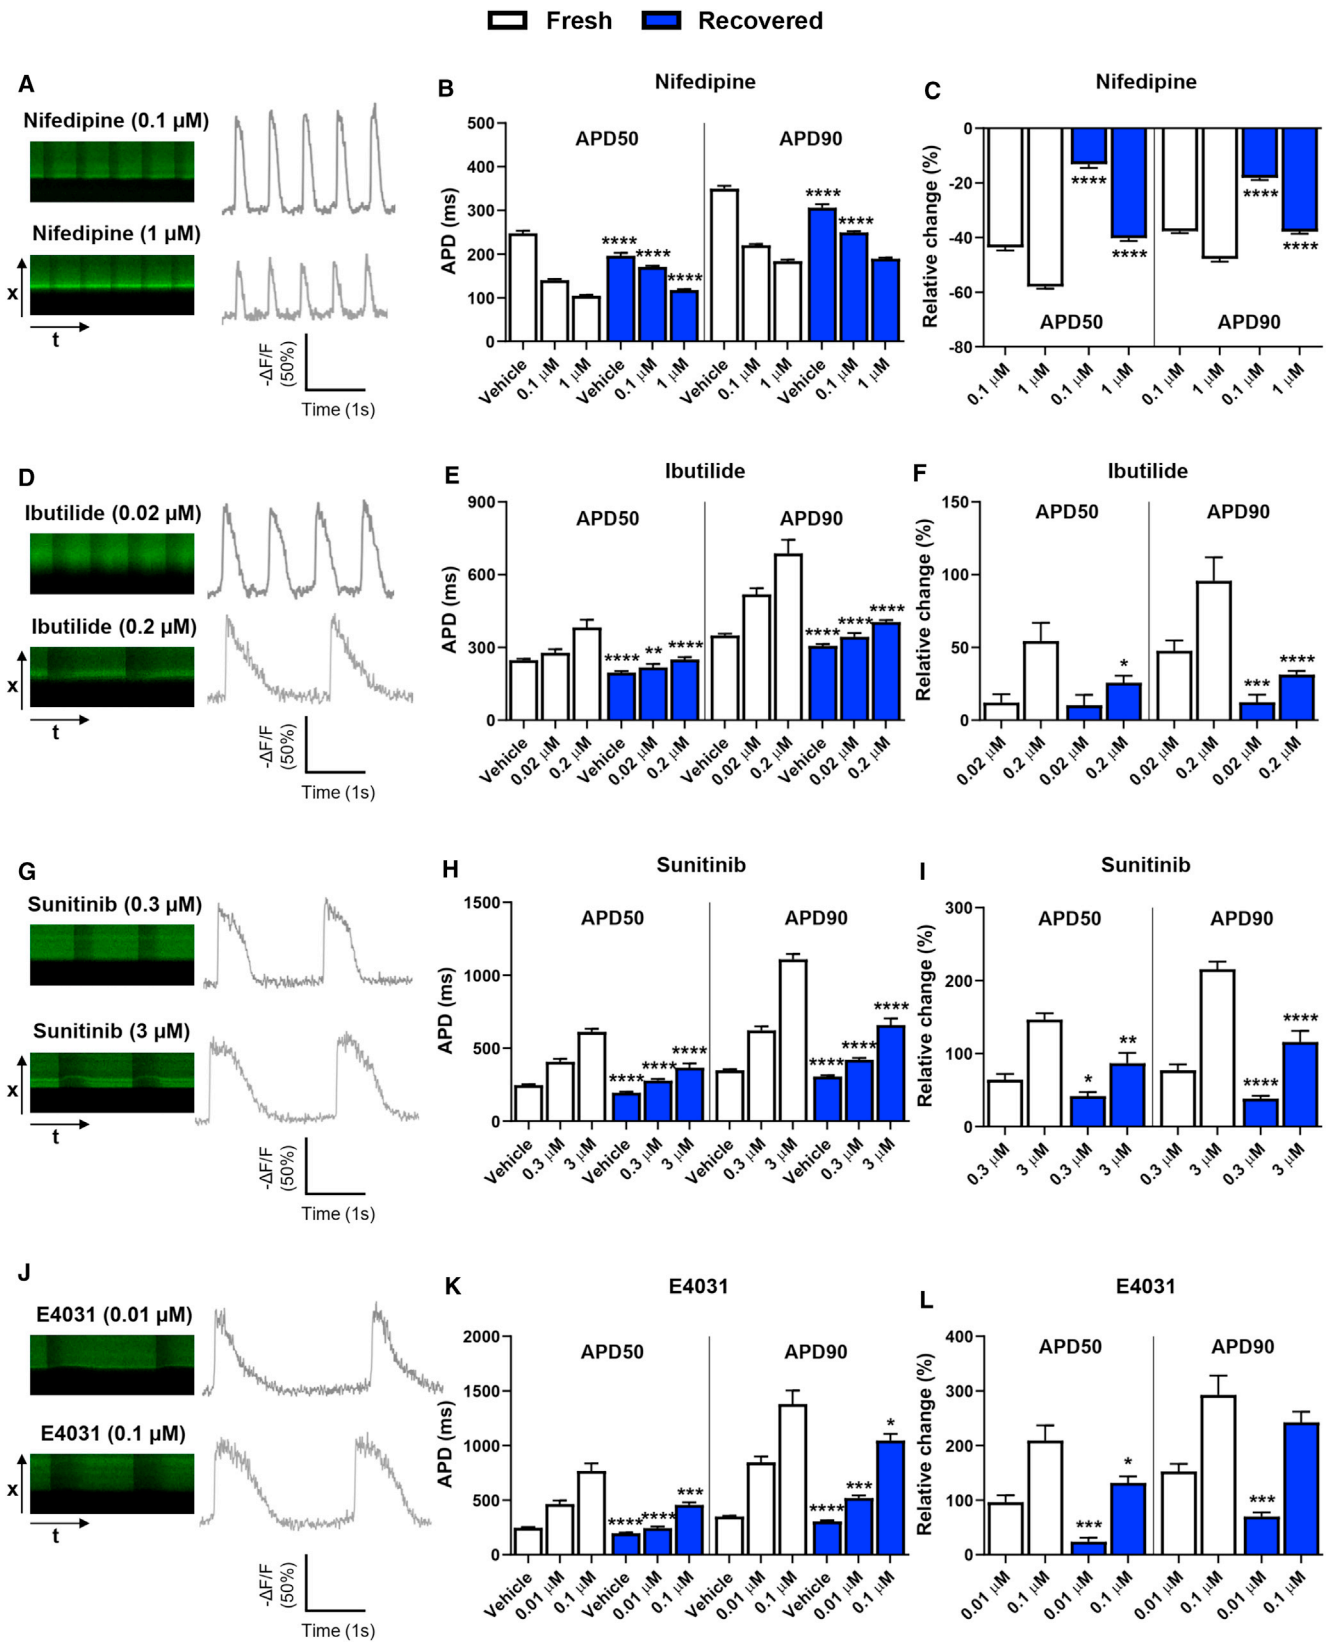 Fresh Recovered
A
Nifedipine (0.1 µM)
Nifedipine (1 µM)
x
t
-ΔF/F
(50%)
Time (1s)
B
Nifedipine
APD50 APD90
APD (ms)
500
400
300
200
100
0
**** **** **** **** ****
Vehicle 0.1 µM 1 µM Vehicle 0.1 µM 1 µM Vehicle 0.1 µM 1 µM Vehicle 0.1 µM 1 µM
C
Nifedipine
Relative change (%)
0
-20
-40
-60
-80
**** **** **** ****
APD50 APD90
0.1 µM 1 µM 0.1 µM 1 µM 0.1 µM 1 µM 0.1 µM 1 µM
D
Ibutilide (0.02 µM)
Ibutilide (0.2 µM)
x
t
-ΔF/F
(50%)
Time (1s)
E
Ibutilide
APD50 APD90
APD (ms)
900
600
300
0
**** ** **** **** **** ****
Vehicle 0.02 µM 0.2 µM Vehicle 0.02 µM 0.2 µM Vehicle 0.02 µM 0.2 µM Vehicle 0.02 µM 0.2 µM
F
Ibutilide
APD50 APD90
Relative change (%)
150
100
50
0
* *** ****
0.02 µM 0.2 µM 0.02 µM 0.2 µM 0.02 µM 0.2 µM 0.02 µM 0.2 µM
G
Sunitinib (0.3 µM)
Sunitinib (3 µM)
x
t
-ΔF/F
(50%)
Time (1s)
H
Sunitinib
APD50 APD90
APD (ms)
1500
1000
500
0
**** **** **** **** **** ****
Vehicle 0.3 µM 3 µM Vehicle 0.3 µM 3 µM Vehicle 0.3 µM 3 µM Vehicle 0.3 µM 3 µM
I
Sunitinib
APD50 APD90
Relative change (%)
300
200
100
0
* ** **** ****
0.3 µM 3 µM 0.3 µM 3 µM 0.3 µM 3 µM 0.3 µM 3 µM
J
E4031 (0.01 µM)
E4031 (0.1 µM)
x
t
-ΔF/F
(50%)
Time (1s)
K
E4031
APD50 APD90
APD (ms)
2000
1500
1000
500
0
**** **** *** **** *** *
Vehicle 0.01 µM 0.1 µM Vehicle 0.01 µM 0.1 µM Vehicle 0.01 µM 0.1 µM Vehicle 0.01 µM 0.1 µM
L
E4031
APD50 APD90
Relative change (%)
400
300
200
100
0
*** * ***
0.01 µM 0.1 µM 0.01 µM 0.1 µM 0.01 µM 0.1 µM 0.01 µM 0.1 µM